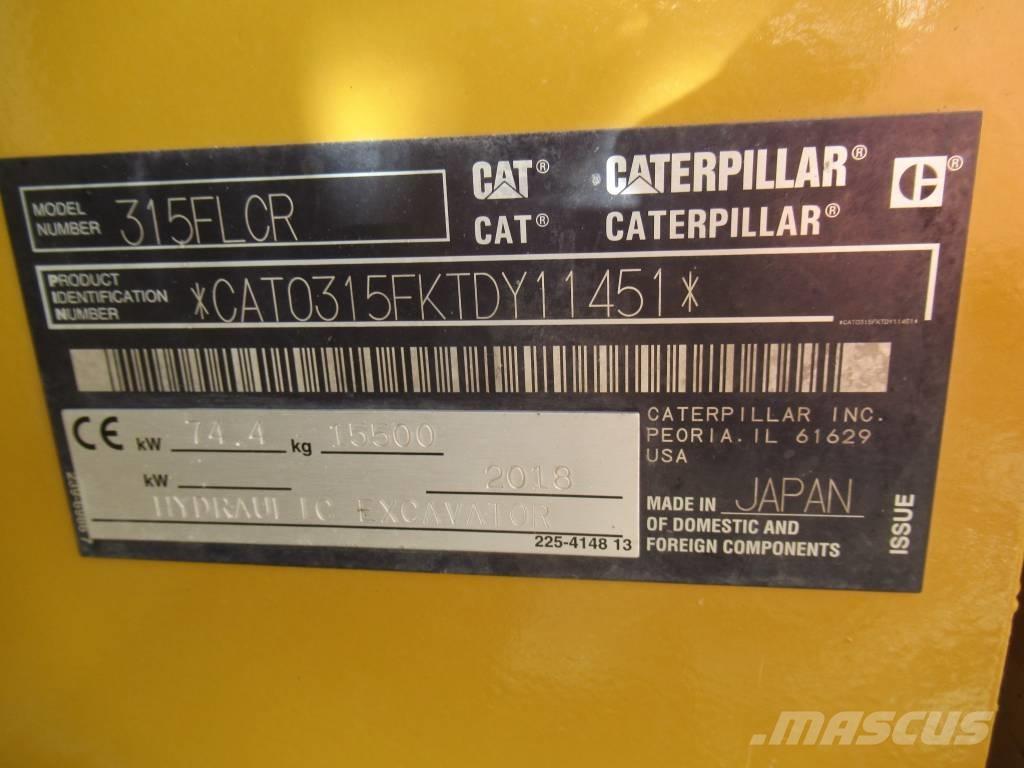 MODEL NUMBER 315FLCR
CAT® CATERPILLAR® ®
CAT® CATERPILLAR®
PRODUCT IDENTIFICATION NUMBER *CAT0315FKTDY11451*
*CAT0315FKTDY11451*
CE kW 74.4 kg 15500
kW 2018
HYDRAULIC EXCAVATOR
225-4148 13
CATERPILLAR INC.
PEORIA, IL 61629
USA
MADE IN JAPAN
OF DOMESTIC AND
FOREIGN COMPONENTS
ISSUE
MASCUS